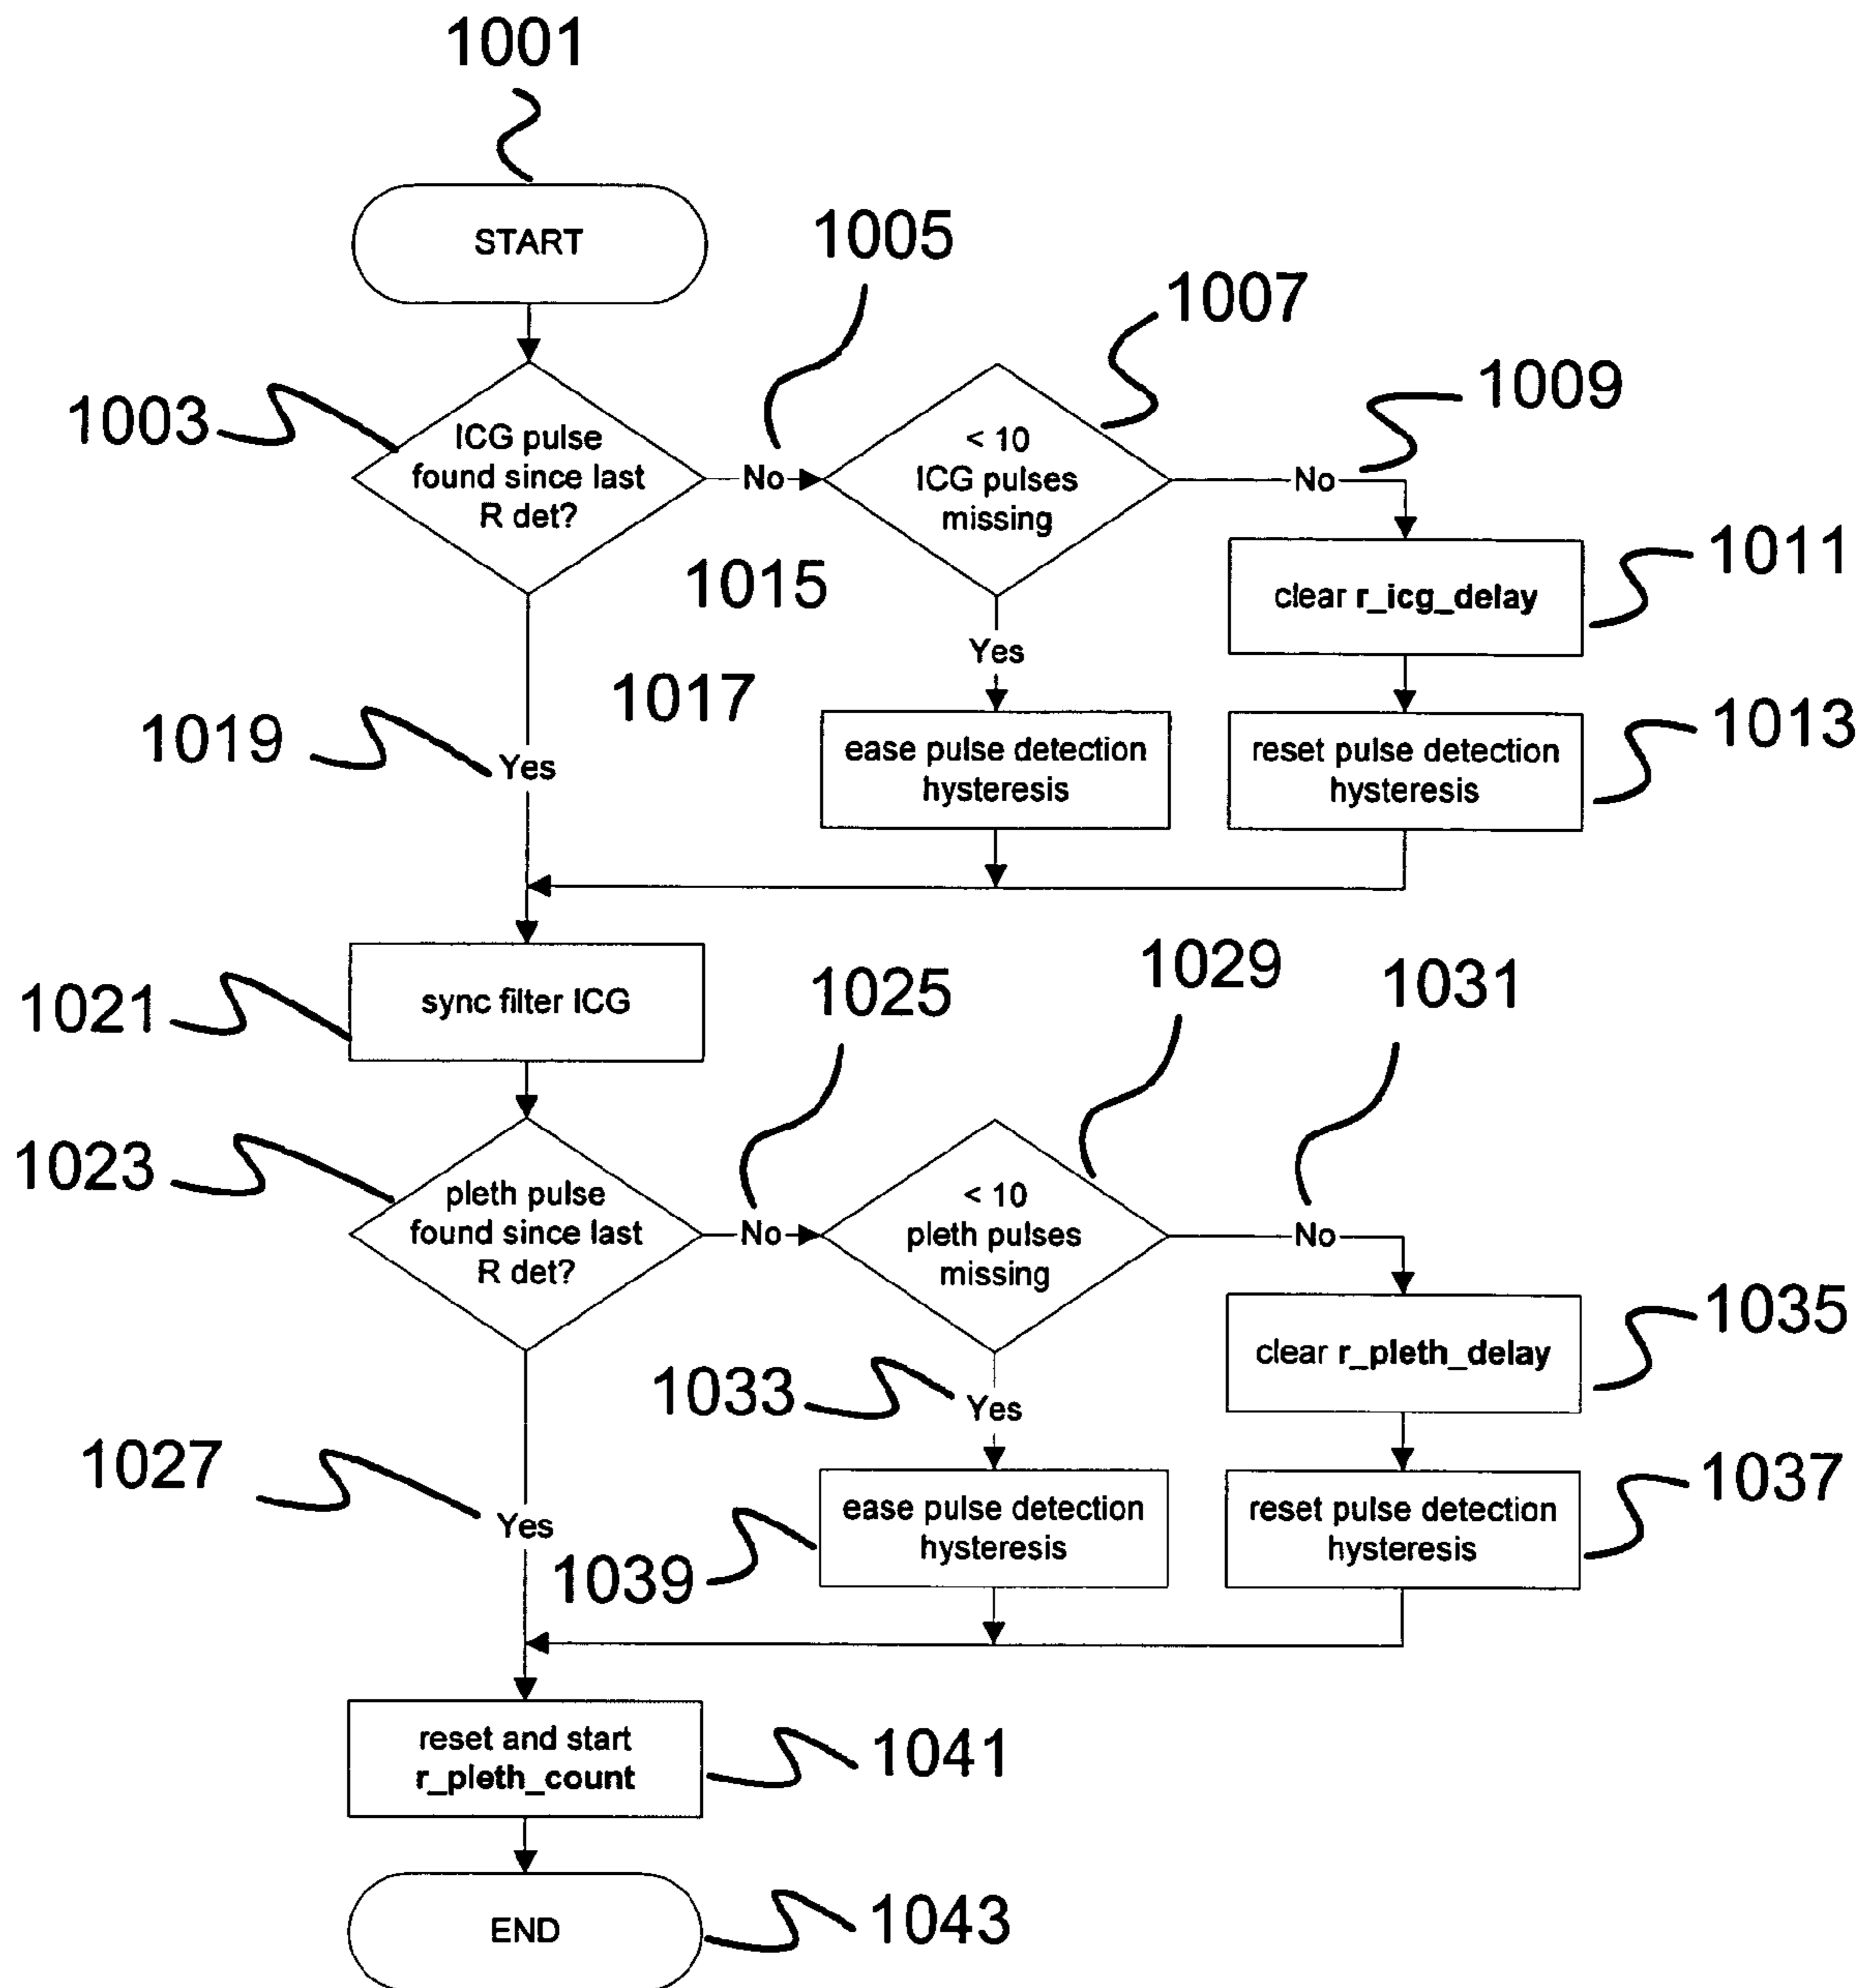 1001
START
1005
1007
1009
1003
ICG pulse
found since last
R det?
No
< 10
ICG pulses
missing
No
1011
clear r_icg_delay
1015
Yes
1017
1019
Yes
ease pulse detection
hysteresis
reset pulse detection
hysteresis
1013
1021
sync filter ICG
1025
1029
1031
1023
pleth pulse
found since last
R det?
No
< 10
pleth pulses
missing
No
1035
clear r_pleth_delay
1033
Yes
1027
Yes
1039
ease pulse detection
hysteresis
reset pulse detection
hysteresis
1037
reset and start
r_pleth_count
1041
END
1043